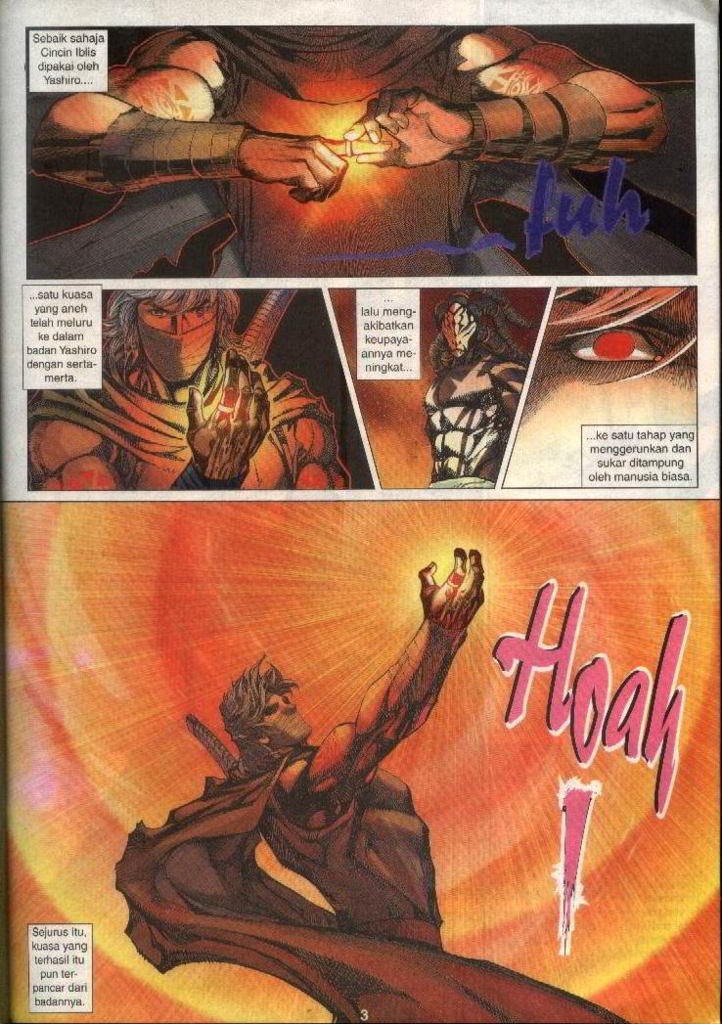 Sebaik sahaja
Cincin Iblis
dipakai oleh
Yashiro....
fuh
...satu kuasa
yang aneh
telah meluru
ke dalam
badan Yashiro
dengan serta-
merta.
...
lalu meng-
akibatkan
keupaya-
annya me-
ningkat...
...ke satu tahap yang
menggerunkan dan
sukar ditampung
oleh manusia biasa.
Hoah
!
Sejurus itu,
kuasa yang
terhasil itu
pun ter-
pancar dari
badannya.
3